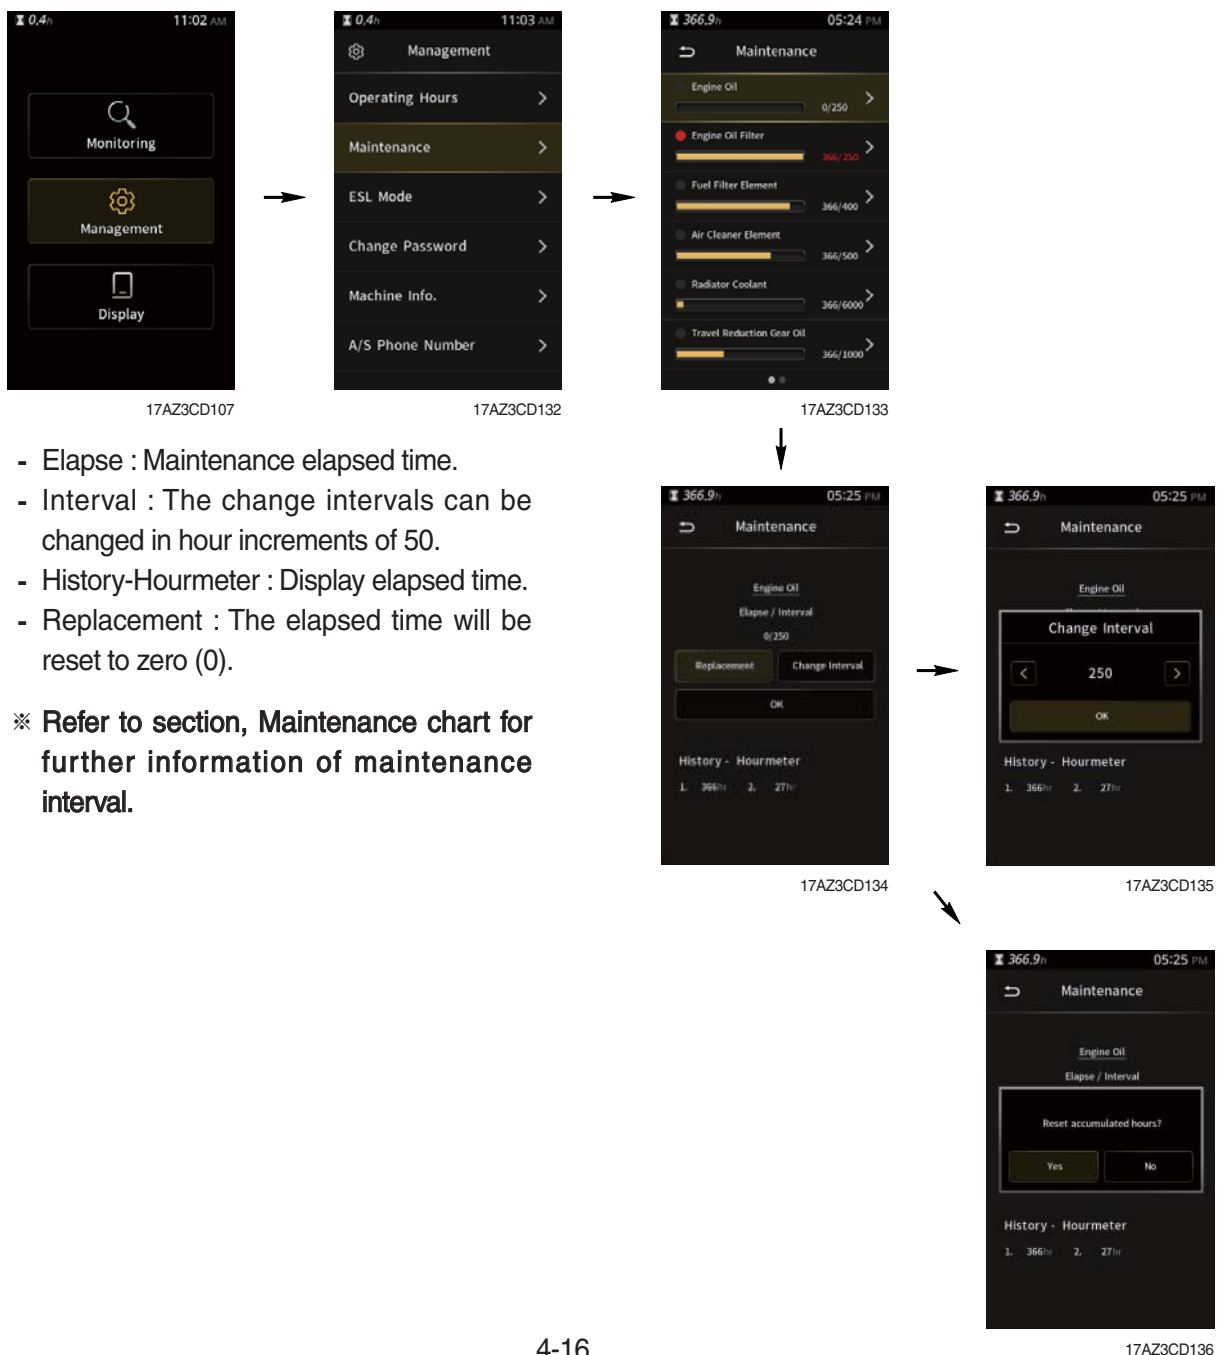 0.4h 11:02 AM
Monitoring
Management
Display
17AZ3CD107
0.4h 11:03 AM
Management
Operating Hours
Maintenance
ESL Mode
Change Password
Machine Info.
A/S Phone Number
17AZ3CD132
366.9h 05:24 PM
Maintenance
Engine Oil
0/250
Engine Oil Filter
366/250
Fuel Filter Element
366/400
Air Cleaner Element
366/500
Radiator Coolant
366/6000
Travel Reduction Gear Oil
366/1000
17AZ3CD133
- Elapse : Maintenance elapsed time.
- Interval : The change intervals can be
changed in hour increments of 50.
- History-Hourmeter : Display elapsed time.
- Replacement : The elapsed time will be
reset to zero (0).
※ Refer to section, Maintenance chart for
further information of maintenance
interval.
366.9h 05:25 PM
Maintenance
Engine Oil
Elapse / Interval
0/250
Replacement Change Interval
OK
History - Hourmeter
1. 366hr 2. 27hr
17AZ3CD134
366.9h 05:25 PM
Maintenance
Engine Oil
Change Interval
< 250 >
OK
History - Hourmeter
1. 366hr 2. 27hr
17AZ3CD135
366.9h 05:25 PM
Maintenance
Engine Oil
Elapse / Interval
Reset accumulated hours?
Yes No
History - Hourmeter
1. 366hr 2. 27hr
17AZ3CD136
4-16